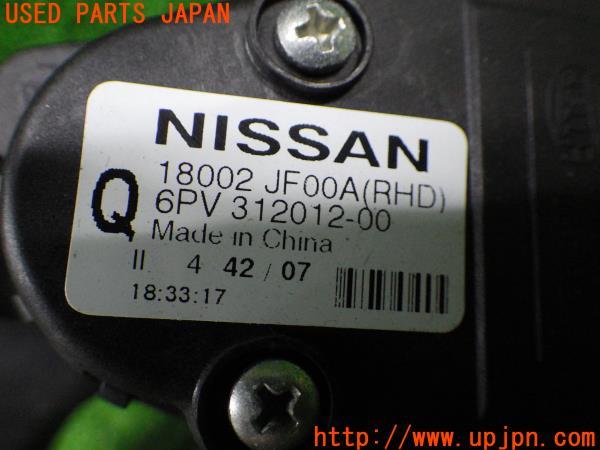 USED PARTS JAPAN
NISSAN
18002 JF00A(RHD)
Q
6PV 312012-00
Made in China
II 4 42 / 07
18:33:17
http://www.upjpn.com